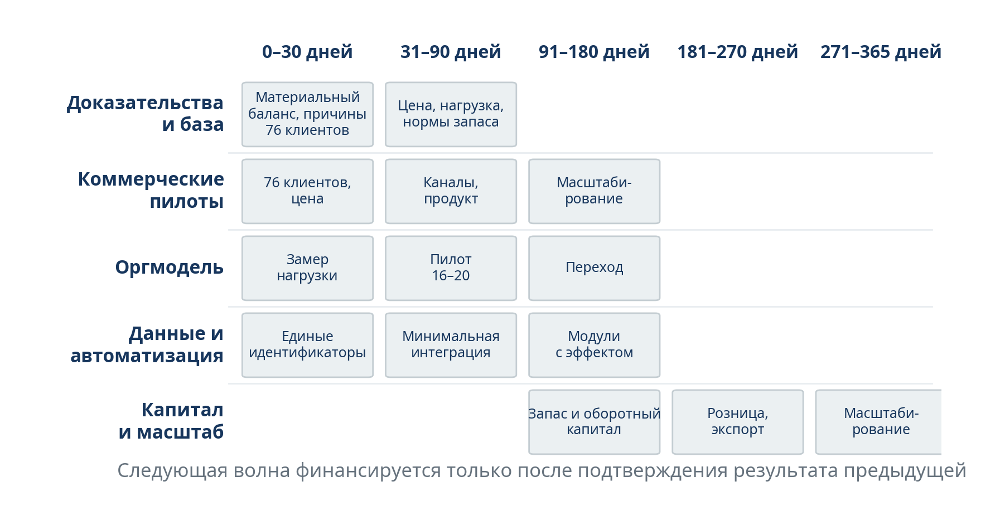 0–30 дней
31–90 дней
91–180 дней
181–270 дней
271–365 дней
Доказательства
и база
Материальный
баланс, причины
76 клиентов
Цена, нагрузка,
нормы запаса
Коммерческие
пилоты
76 клиентов,
цена
Каналы,
продукт
Масштаби-
рование
Оргмодель
Замер
нагрузки
Пилот
16–20
Переход
Данные и
автоматизация
Единые
идентификаторы
Минимальная
интеграция
Модули
с эффектом
Капитал
и масштаб
Запас и оборотный
капитал
Розница,
экспорт
Масштаби-
рование
Следующая волна финансируется только после подтверждения результата предыдущей